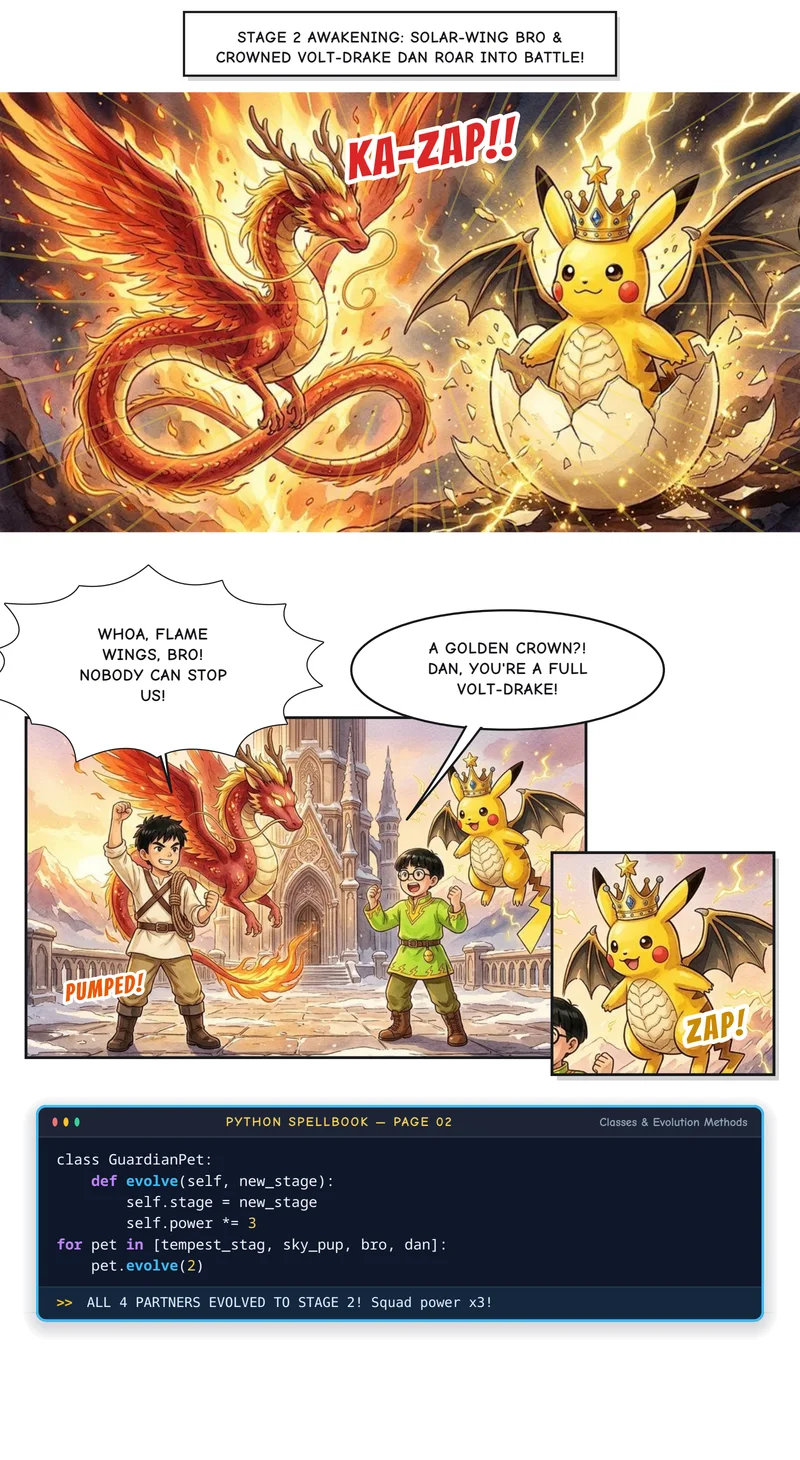 STAGE 2 AWAKENING: SOLAR-WING BRO &
CROWNED VOLT-DRAKE DAN ROAR INTO BATTLE!
KA-ZAP!!
WHOA, FLAME
WINGS, BRO!
NOBODY CAN STOP
US!
A GOLDEN CROWN?!
DAN, YOU'RE A FULL
VOLT-DRAKE!
PUMPED!
ZAP!
PYTHON SPELLBOOK — PAGE 02
Classes & Evolution Methods
class GuardianPet:
    def evolve(self, new_stage):
        self.stage = new_stage
        self.power *= 3
for pet in [tempest_stag, sky_pup, bro, dan]:
    pet.evolve(2)
>> ALL 4 PARTNERS EVOLVED TO STAGE 2! Squad power x3!